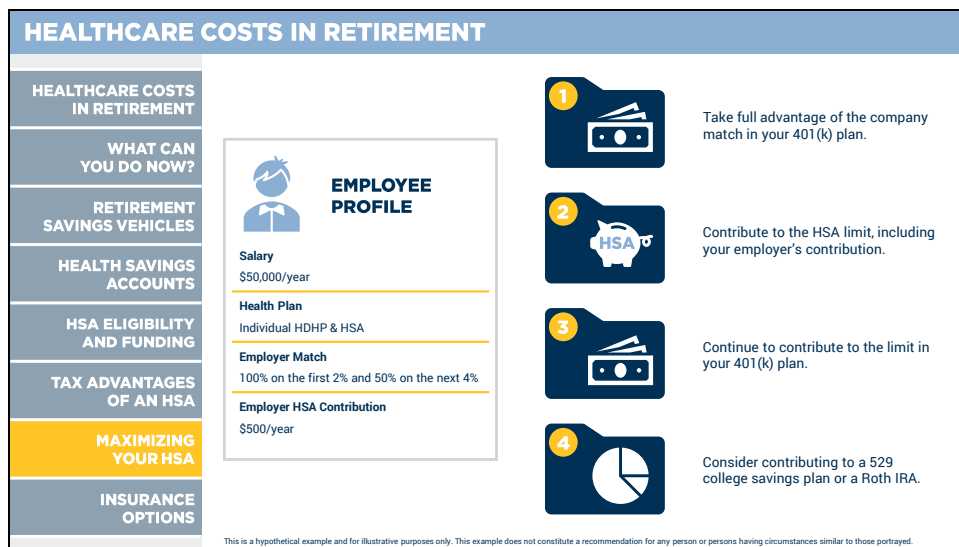 HEALTHCARE COSTS IN RETIREMENT
HEALTHCARE COSTS
IN RETIREMENT
WHAT CAN
YOU DO NOW?
RETIREMENT
SAVINGS VEHICLES
HEALTH SAVINGS
ACCOUNTS
HSA ELIGIBILITY
AND FUNDING
TAX ADVANTAGES
OF AN HSA
MAXIMIZING
YOUR HSA
INSURANCE
OPTIONS
EMPLOYEE
PROFILE
Salary
$50,000/year
Health Plan
Individual HDHP & HSA
Employer Match
100% on the first 2% and 50% on the next 4%
Employer HSA Contribution
$500/year
1
Take full advantage of the company
match in your 401(k) plan.
2
HSA
Contribute to the HSA limit, including
your employer's contribution.
3
Continue to contribute to the limit in
your 401(k) plan.
4
Consider contributing to a 529
college savings plan or a Roth IRA.
This is a hypothetical example and for illustrative purposes only. This example does not constitute a recommendation for any person or persons having circumstances similar to those portrayed.